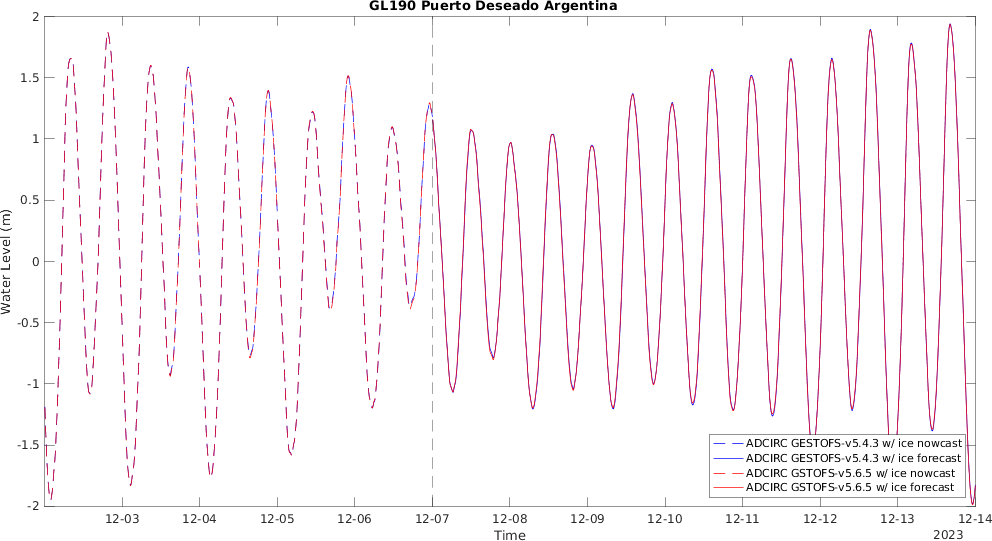 GL190 Puerto Deseado Argentina
2
1.5
1
0.5
0
-0.5
-1
-1.5
-2
Water Level (m)
ADCIRC GESTOFS-v5.4.3 w/ ice nowcast
ADCIRC GESTOFS-v5.4.3 w/ ice forecast
ADCIRC GSTOFS-v5.6.5 w/ ice nowcast
ADCIRC GSTOFS-v5.6.5 w/ ice forecast
12-03 12-04 12-05 12-06 12-07 12-08 12-09 12-10 12-11 12-12 12-13 12-14
Time
2023